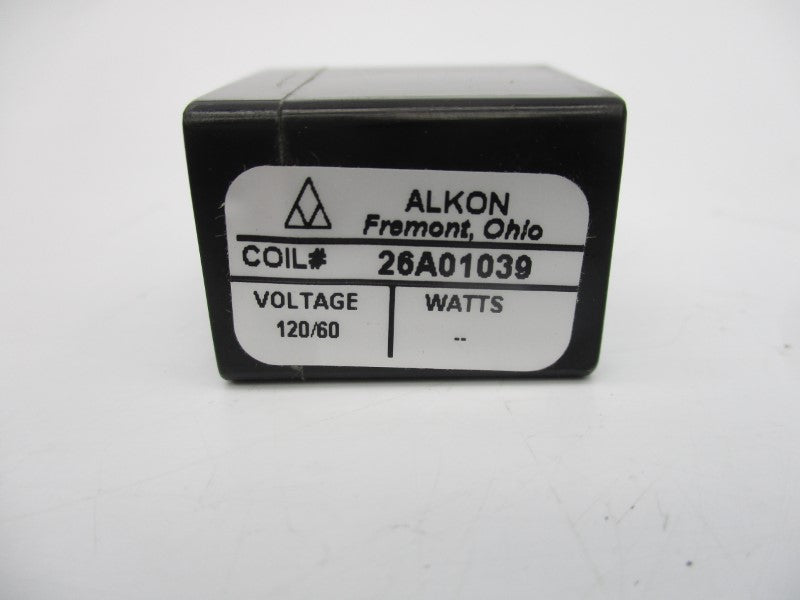 ALKON
Fremont, Ohio
COIL# 26A01039
VOLTAGE WATTS
120/60 --